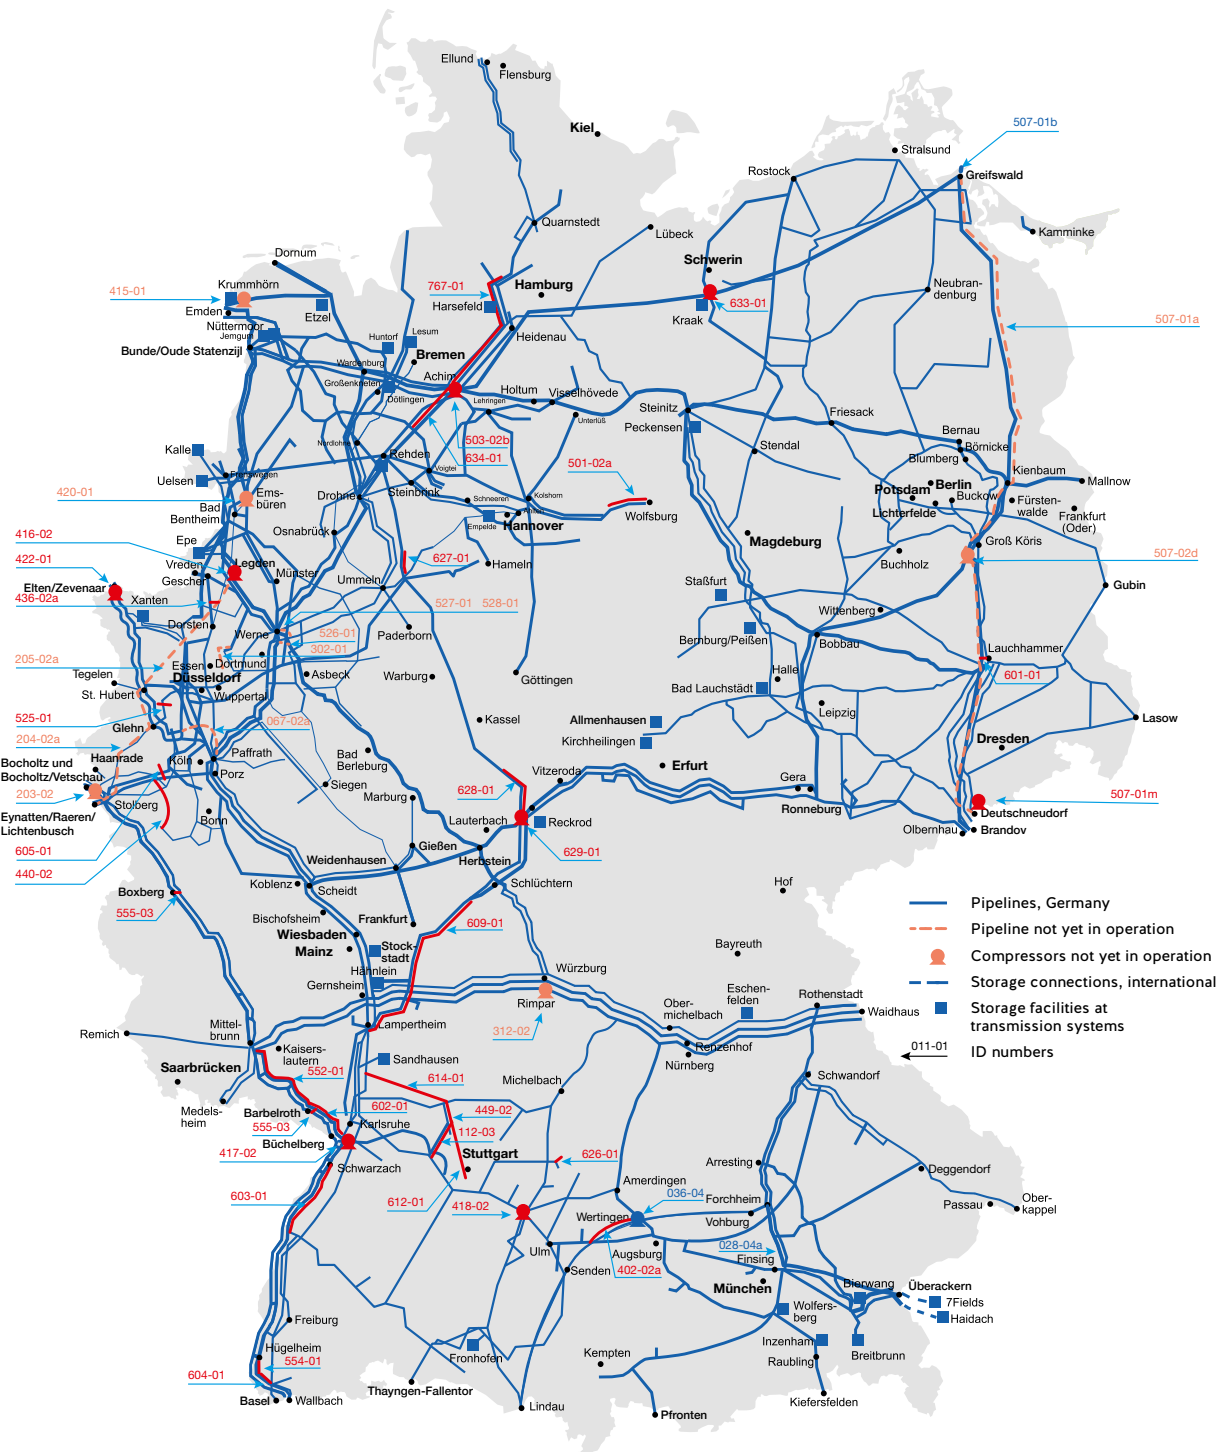 Ellund
Flensburg
Kiel
507-01b
Stralsund
Rostock
Greifswald
Quarnstedt
Lübeck
Kamminke
Dornum
Schwerin
Krummhörn
415-01
767-01
Hamburg
Neubran-
denburg
Emden
Etzel
Harsefeld
633-01
Kraak
507-01a
Nüttermoor
Jemgum
Huntorf
Lesum
Heidenau
Bunde/Oude Statenzijl
Bremen
Wardenburg
Achim
Großenkneten
Dötlingen
Holtum
Visselhövede
Lehringen
Unterlüß
Steinitz
Peckensen
Friesack
Bernau
Börnicke
Blumberg
Nordlohne
503-02b
634-01
Stendal
Kalle
Rehden
Voigtei
501-02a
Kienbaum
Mallnow
Uelsen
Frenswegen
Steinbrink
Potsdam
Berlin
Buckow
Lichterfelde
Fürsten-
walde
Frankfurt
(Oder)
420-01
Ems-
büren
Drohne
Schneeren
Kolshorn
Ahlten
Empelde
Hannover
Wolfsburg
Bad
Bentheim
Osnabrück
Magdeburg
Groß Köris
416-02
Epe
Buchholz
507-02d
422-01
Vreden
Legden
Gescher
Münster
Ummeln
627-01
Hameln
Elten/Zevenaar
Staßfurt
Gubin
436-02a
Xanten
527-01
528-01
Wittenberg
Dorsten
Werne
526-01
Paderborn
Bernburg/Peißen
Bobbau
302-01
Lauchhammer
205-02a
Essen
Dortmund
Halle
601-01
Tegelen
Düsseldorf
Asbeck
Warburg
Göttingen
Bad Lauchstädt
St. Hubert
Wuppertal
Leipzig
525-01
Glehn
067-02a
Kassel
Allmenhausen
Lasow
204-02a
Kirchheilingen
Dresden
Haanrade
Köln
Paffrath
Bad
Berleburg
Bocholtz und
Bocholtz/Vetschau
Porz
Vitzeroda
Erfurt
Gera
203-02
Siegen
628-01
Stolberg
Marburg
Ronneburg
507-01m
Eynatten/Raeren/
Lichtenbusch
Bonn
Lauterbach
Reckrod
Deutschneudorf
Olbernhau
Brandov
605-01
Gießen
629-01
440-02
Weidenhausen
Herbstein
Boxberg
Koblenz
Scheidt
Schlüchtern
Hof
555-03
Bischofsheim
Frankfurt
609-01
Pipelines, Germany
Wiesbaden
Pipeline not yet in operation
Mainz
Stock-
stadt
Bayreuth
Compressors not yet in operation
Hähnlein
Würzburg
Storage connections, international
Gernsheim
Rimpar
Eschen-
felden
Rothenstadt
Storage facilities at
transmission systems
Ober-
michelbach
Waidhaus
Lampertheim
312-02
011-01
ID numbers
Remich
Mittel-
brunn
Kaisers-
lautern
Renzenhof
Sandhausen
Nürnberg
Saarbrücken
552-01
614-01
Michelbach
Schwandorf
Medels-
heim
Barbelroth
602-01
449-02
555-03
Karlsruhe
112-03
Büchelberg
417-02
Stuttgart
626-01
Arresting
Deggendorf
Schwarzach
603-01
612-01
418-02
Amerdingen
036-04
Forchheim
Passau
Ober-
kappel
Wertingen
Vohburg
Ulm
Augsburg
028-04a
Finsing
Senden
402-02a
München
Bierwang
Überackern
7Fields
Wolfers-
berg
Haidach
Freiburg
Inzenham
Hügelheim
Fronhofen
Kempten
Raubling
Breitbrunn
554-01
604-01
Thayngen-Fallentor
Basel
Wallbach
Lindau
Pfronten
Kiefersfelden